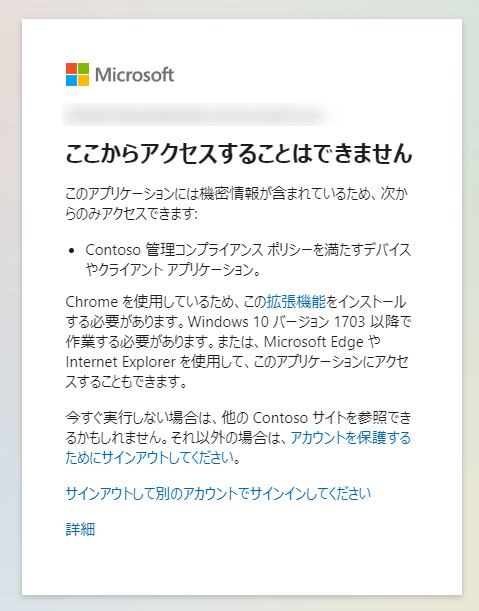 Microsoft
ここからアクセスすることはできません
このアプリケーションには機密情報が含まれているため、次か
らのみアクセスできます:
• Contoso 管理コンプライアンス ポリシーを満たすデバイス
やクライアント アプリケーション。
Chrome を使用しているため、この拡張機能をインストール
する必要があります。Windows 10 バージョン 1703 以降で
作業する必要があります。または、Microsoft Edge や
Internet Explorer を使用して、このアプリケーションにアクセ
スすることもできます。
今すぐ実行しない場合は、他の Contoso サイトを参照でき
るかもしれません。それ以外の場合は、アカウントを保護する
ためにサインアウトしてください。
サインアウトして別のアカウントでサインインしてください
詳細